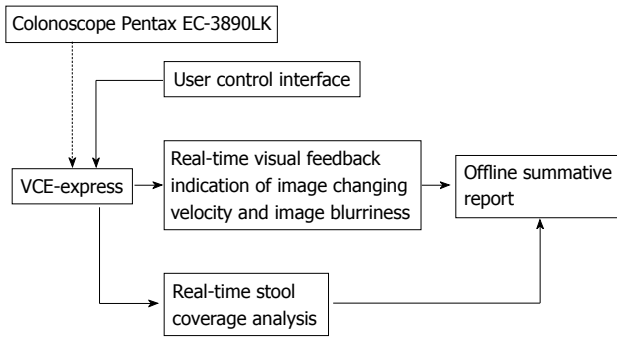 Colonoscope Pentax EC-3890LK
User control interface
VCE-express
Real-time visual feedback
indication of image changing
velocity and image blurriness
Offline summative
report
Real-time stool
coverage analysis